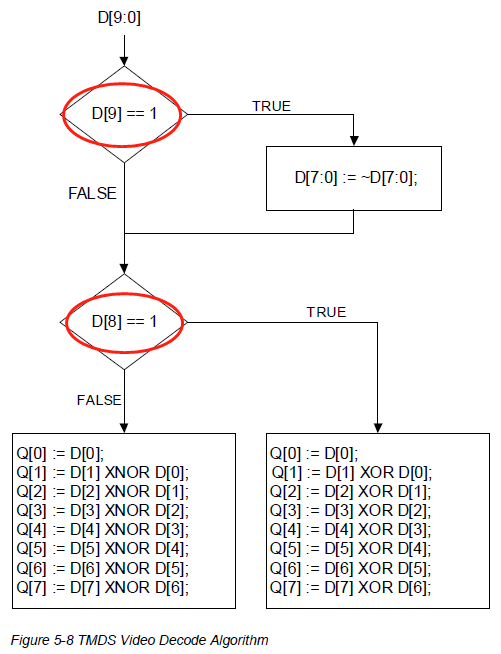 D[9:0]
D[9] == 1
TRUE
D[7:0] := ~D[7:0];
FALSE
D[8] == 1
TRUE
FALSE
Q[0] := D[0];
Q[1] := D[1] XNOR D[0];
Q[2] := D[2] XNOR D[1];
Q[3] := D[3] XNOR D[2];
Q[4] := D[4] XNOR D[3];
Q[5] := D[5] XNOR D[4];
Q[6] := D[6] XNOR D[5];
Q[7] := D[7] XNOR D[6];
Q[0] := D[0];
Q[1] := D[1] XOR D[0];
Q[2] := D[2] XOR D[1];
Q[3] := D[3] XOR D[2];
Q[4] := D[4] XOR D[3];
Q[5] := D[5] XOR D[4];
Q[6] := D[6] XOR D[5];
Q[7] := D[7] XOR D[6];
Figure 5-8 TMDS Video Decode Algorithm